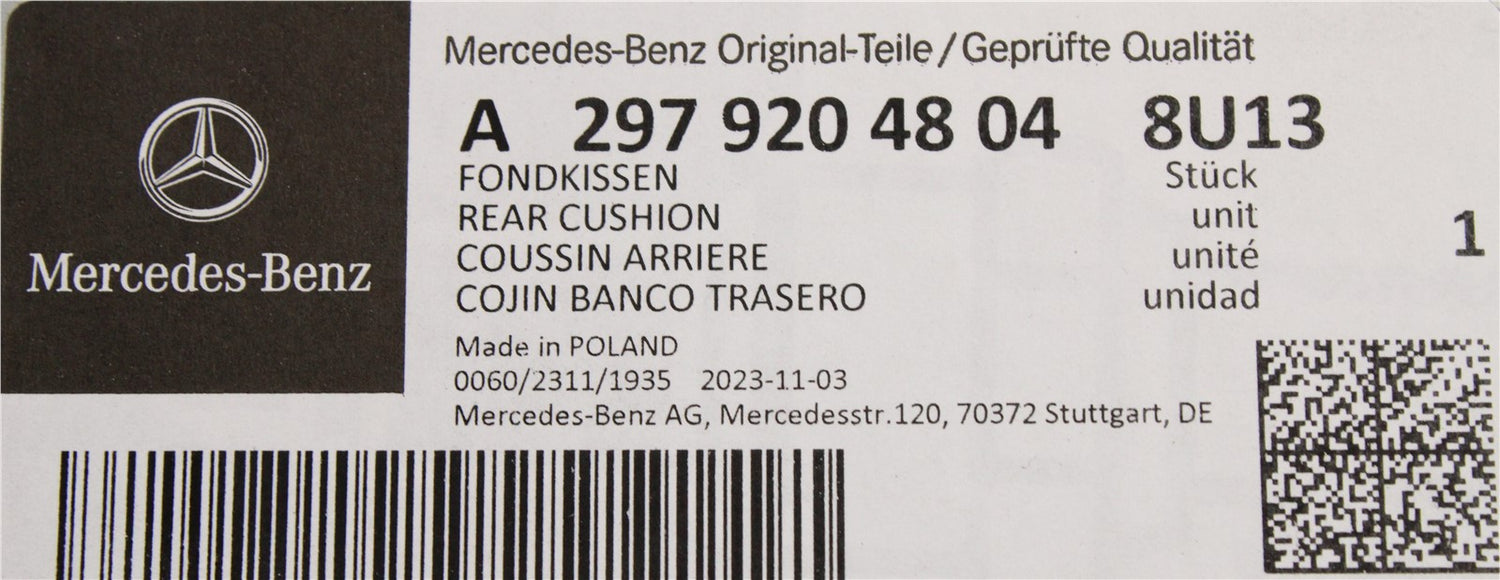 Mercedes-Benz
Mercedes-Benz Original-Teile/Geprüfte Qualität
A 297 920 48 04 8U13
FONDKISSEN Stück
REAR CUSHION unit
COUSSIN ARRIERE unité
COJIN BANCO TRASERO unidad
1
Made in POLAND
0060/2311/1935 2023-11-03
Mercedes-Benz AG, Mercedesstr.120, 70372 Stuttgart, DE